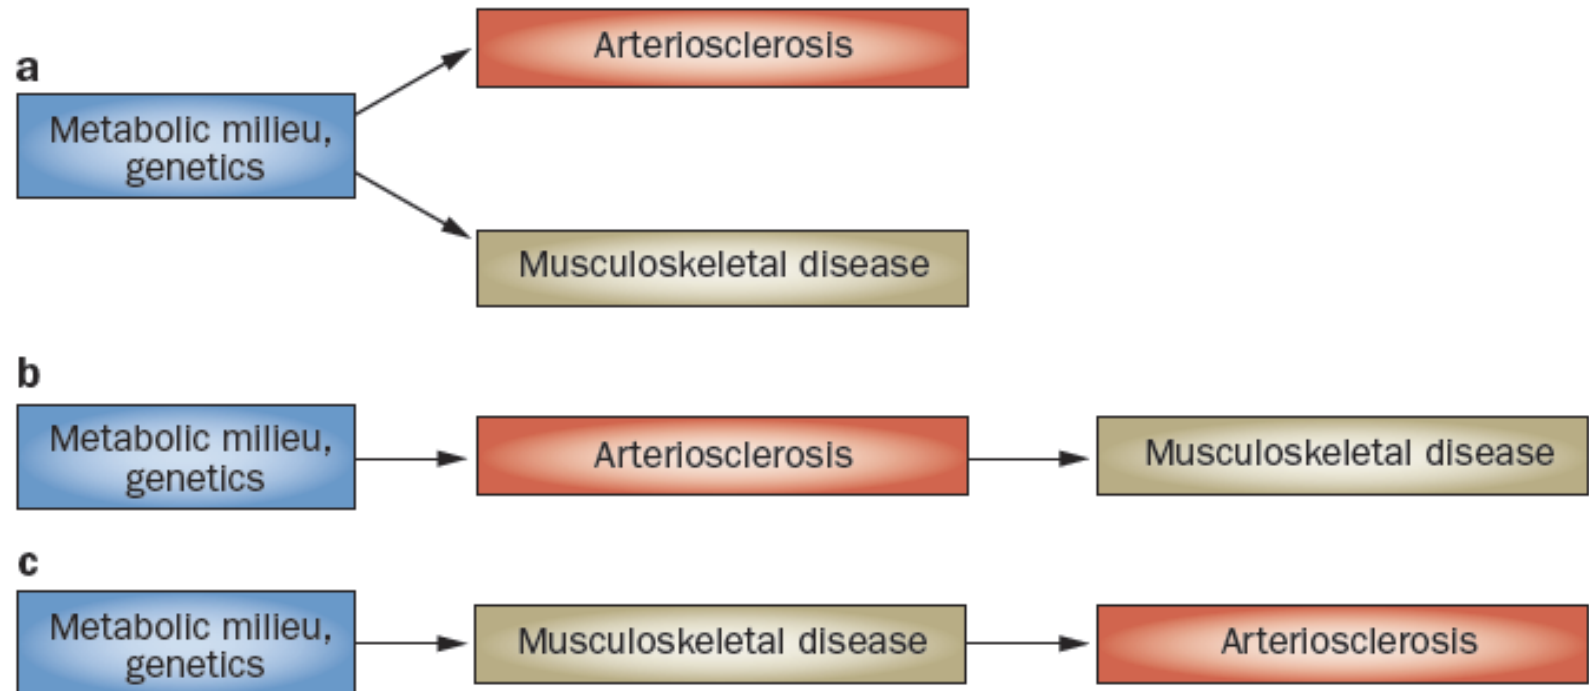 a
Arteriosclerosis
Metabolic milieu,
genetics
Musculoskeletal disease
b
Metabolic milieu,
genetics
Arteriosclerosis
Musculoskeletal disease
c
Metabolic milieu,
genetics
Musculoskeletal disease
Arteriosclerosis